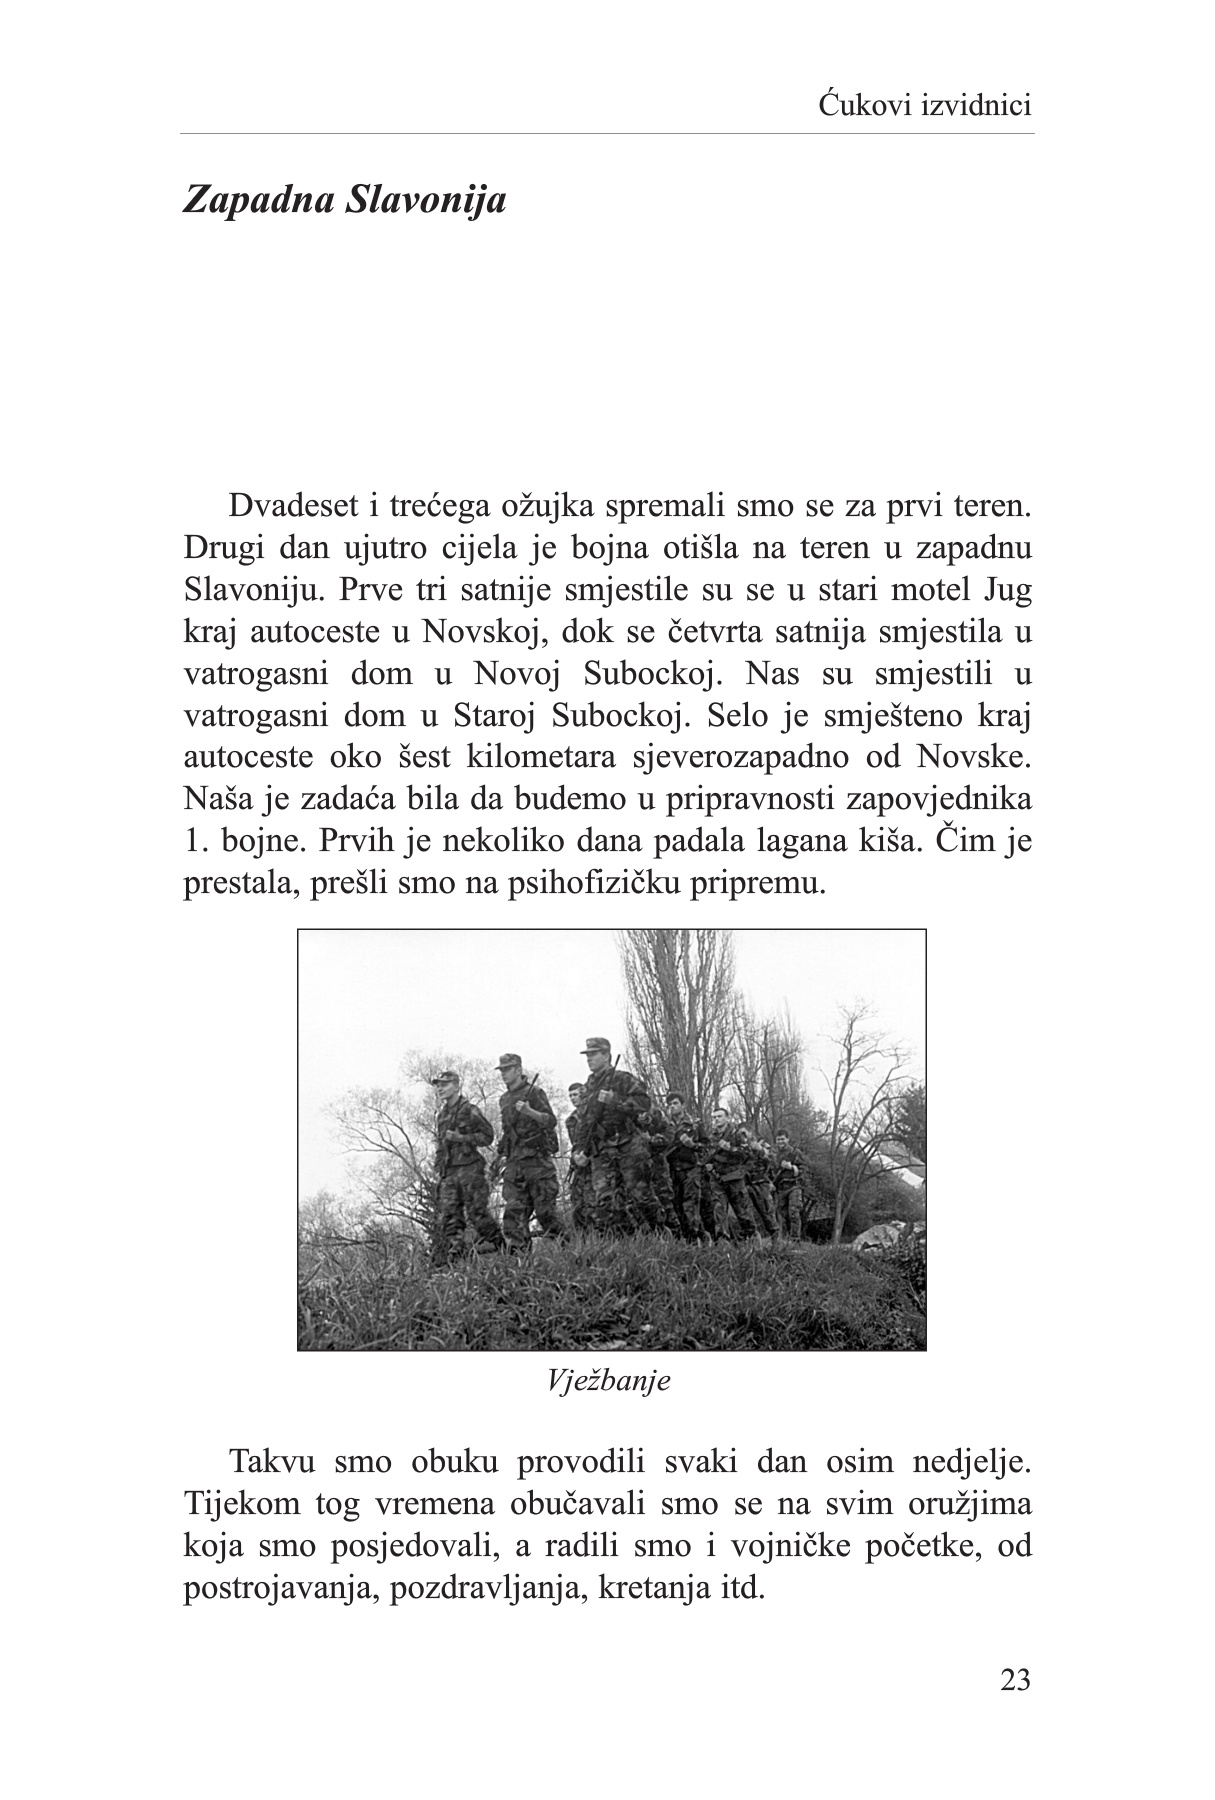 Ćukovi izvidnici
Zapadna Slavonija
Dvadeset i trećega ožujka spremali smo se za prvi teren.
Drugi dan ujutro cijela je bojna otišla na teren u zapadnu
Slavoniju. Prve tri satnije smjestile su se u stari motel Jug
kraj autoceste u Novskoj, dok se četvrta satnija smjestila u
vatrogasni dom u Novoj Subockoj. Nas su smjestili u
vatrogasni dom u Staroj Subockoj. Selo je smješteno kraj
autoceste oko šest kilometara sjeverozapadno od Novske.
Naša je zadaća bila da budemo u pripravnosti zapovjednika
1. bojne. Prvih je nekoliko dana padala lagana kiša. Čim je
prestala, prešli smo na psihofizičku pripremu.
Vježbanje
Takvu smo obuku provodili svaki dan osim nedjelje.
Tijekom tog vremena obučavali smo se na svim oružjima
koja smo posjedovali, a radili smo i vojničke početke, od
postrojavanja, pozdravljanja, kretanja itd.
23